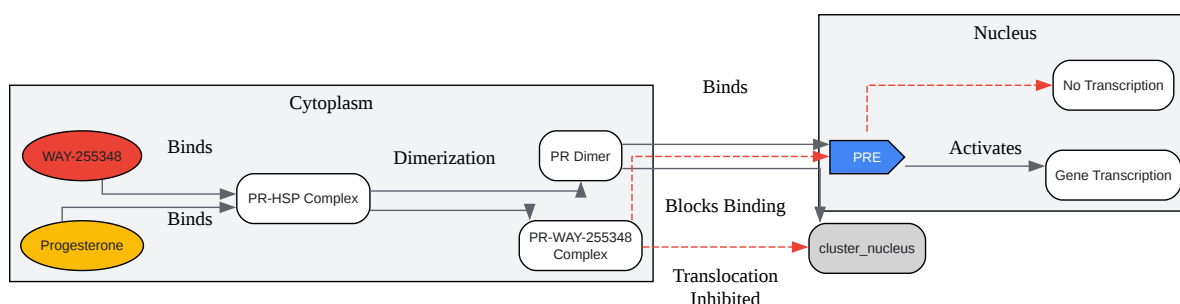 Nucleus
Cytoplasm
Binds
No Transcription
WAY-255348
Binds
Dimerization
PR Dimer
PRE
Activates
Gene Transcription
PR-HSP Complex
Binds
Blocks Binding
Progesterone
PR-WAY-255348
Complex
cluster_nucleus
Translocation
Inhibited